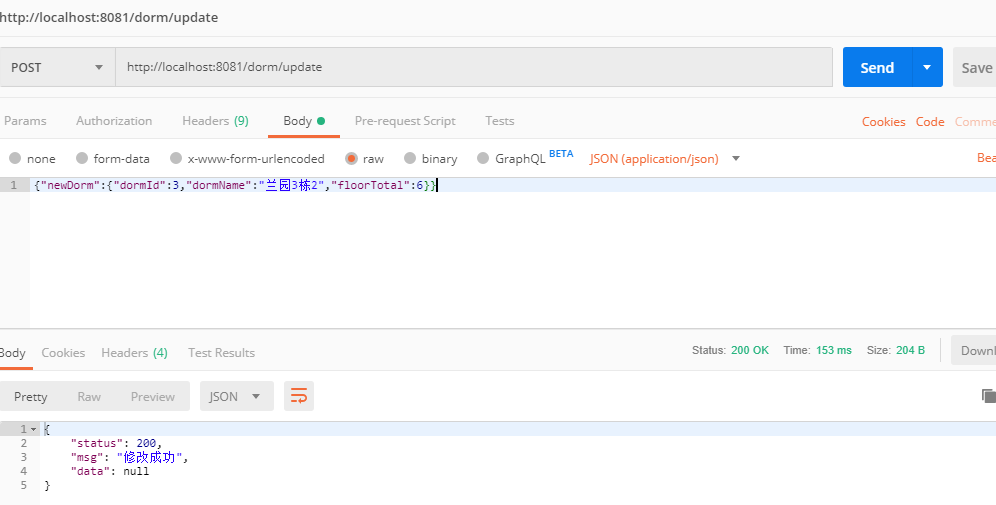 http://localhost:8081/dorm/update
POST http://localhost:8081/dorm/update Send Save
Params Authorization Headers (9) Body Pre-request Script Tests Cookies Code Comme
none form-data x-www-form-urlencoded raw binary GraphQL BETA JSON (application/json) Bea
1 {"newDorm":{"dormId":3,"dormName":"兰园3栋2","floorTotal":6}}
Body Cookies Headers (4) Test Results Status: 200 OK Time: 153 ms Size: 204 B Downl
Pretty Raw Preview JSON
1 {
2 "status": 200,
3 "msg": "修改成功",
4 "data": null
5 }